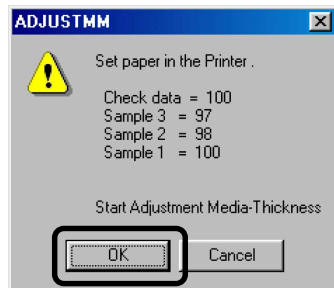 ADJUSTMM
Set paper in the Printer .
Check data = 100
Sample 3 = 97
Sample 2 = 98
Sample 1 = 100
Start Adjustment Media-Thickness
OK
Cancel